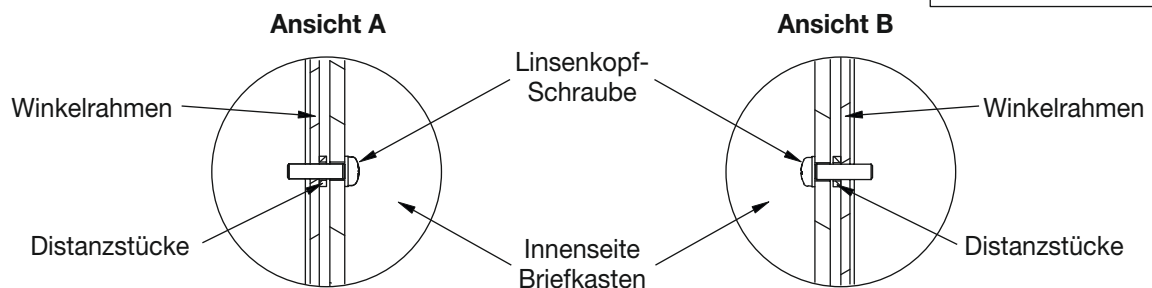 Ansicht A
Ansicht B
Linsenkopf-
Schraube
Winkelrahmen
Winkelrahmen
Distanzstücke
Innenseite
Briefkasten
Distanzstücke